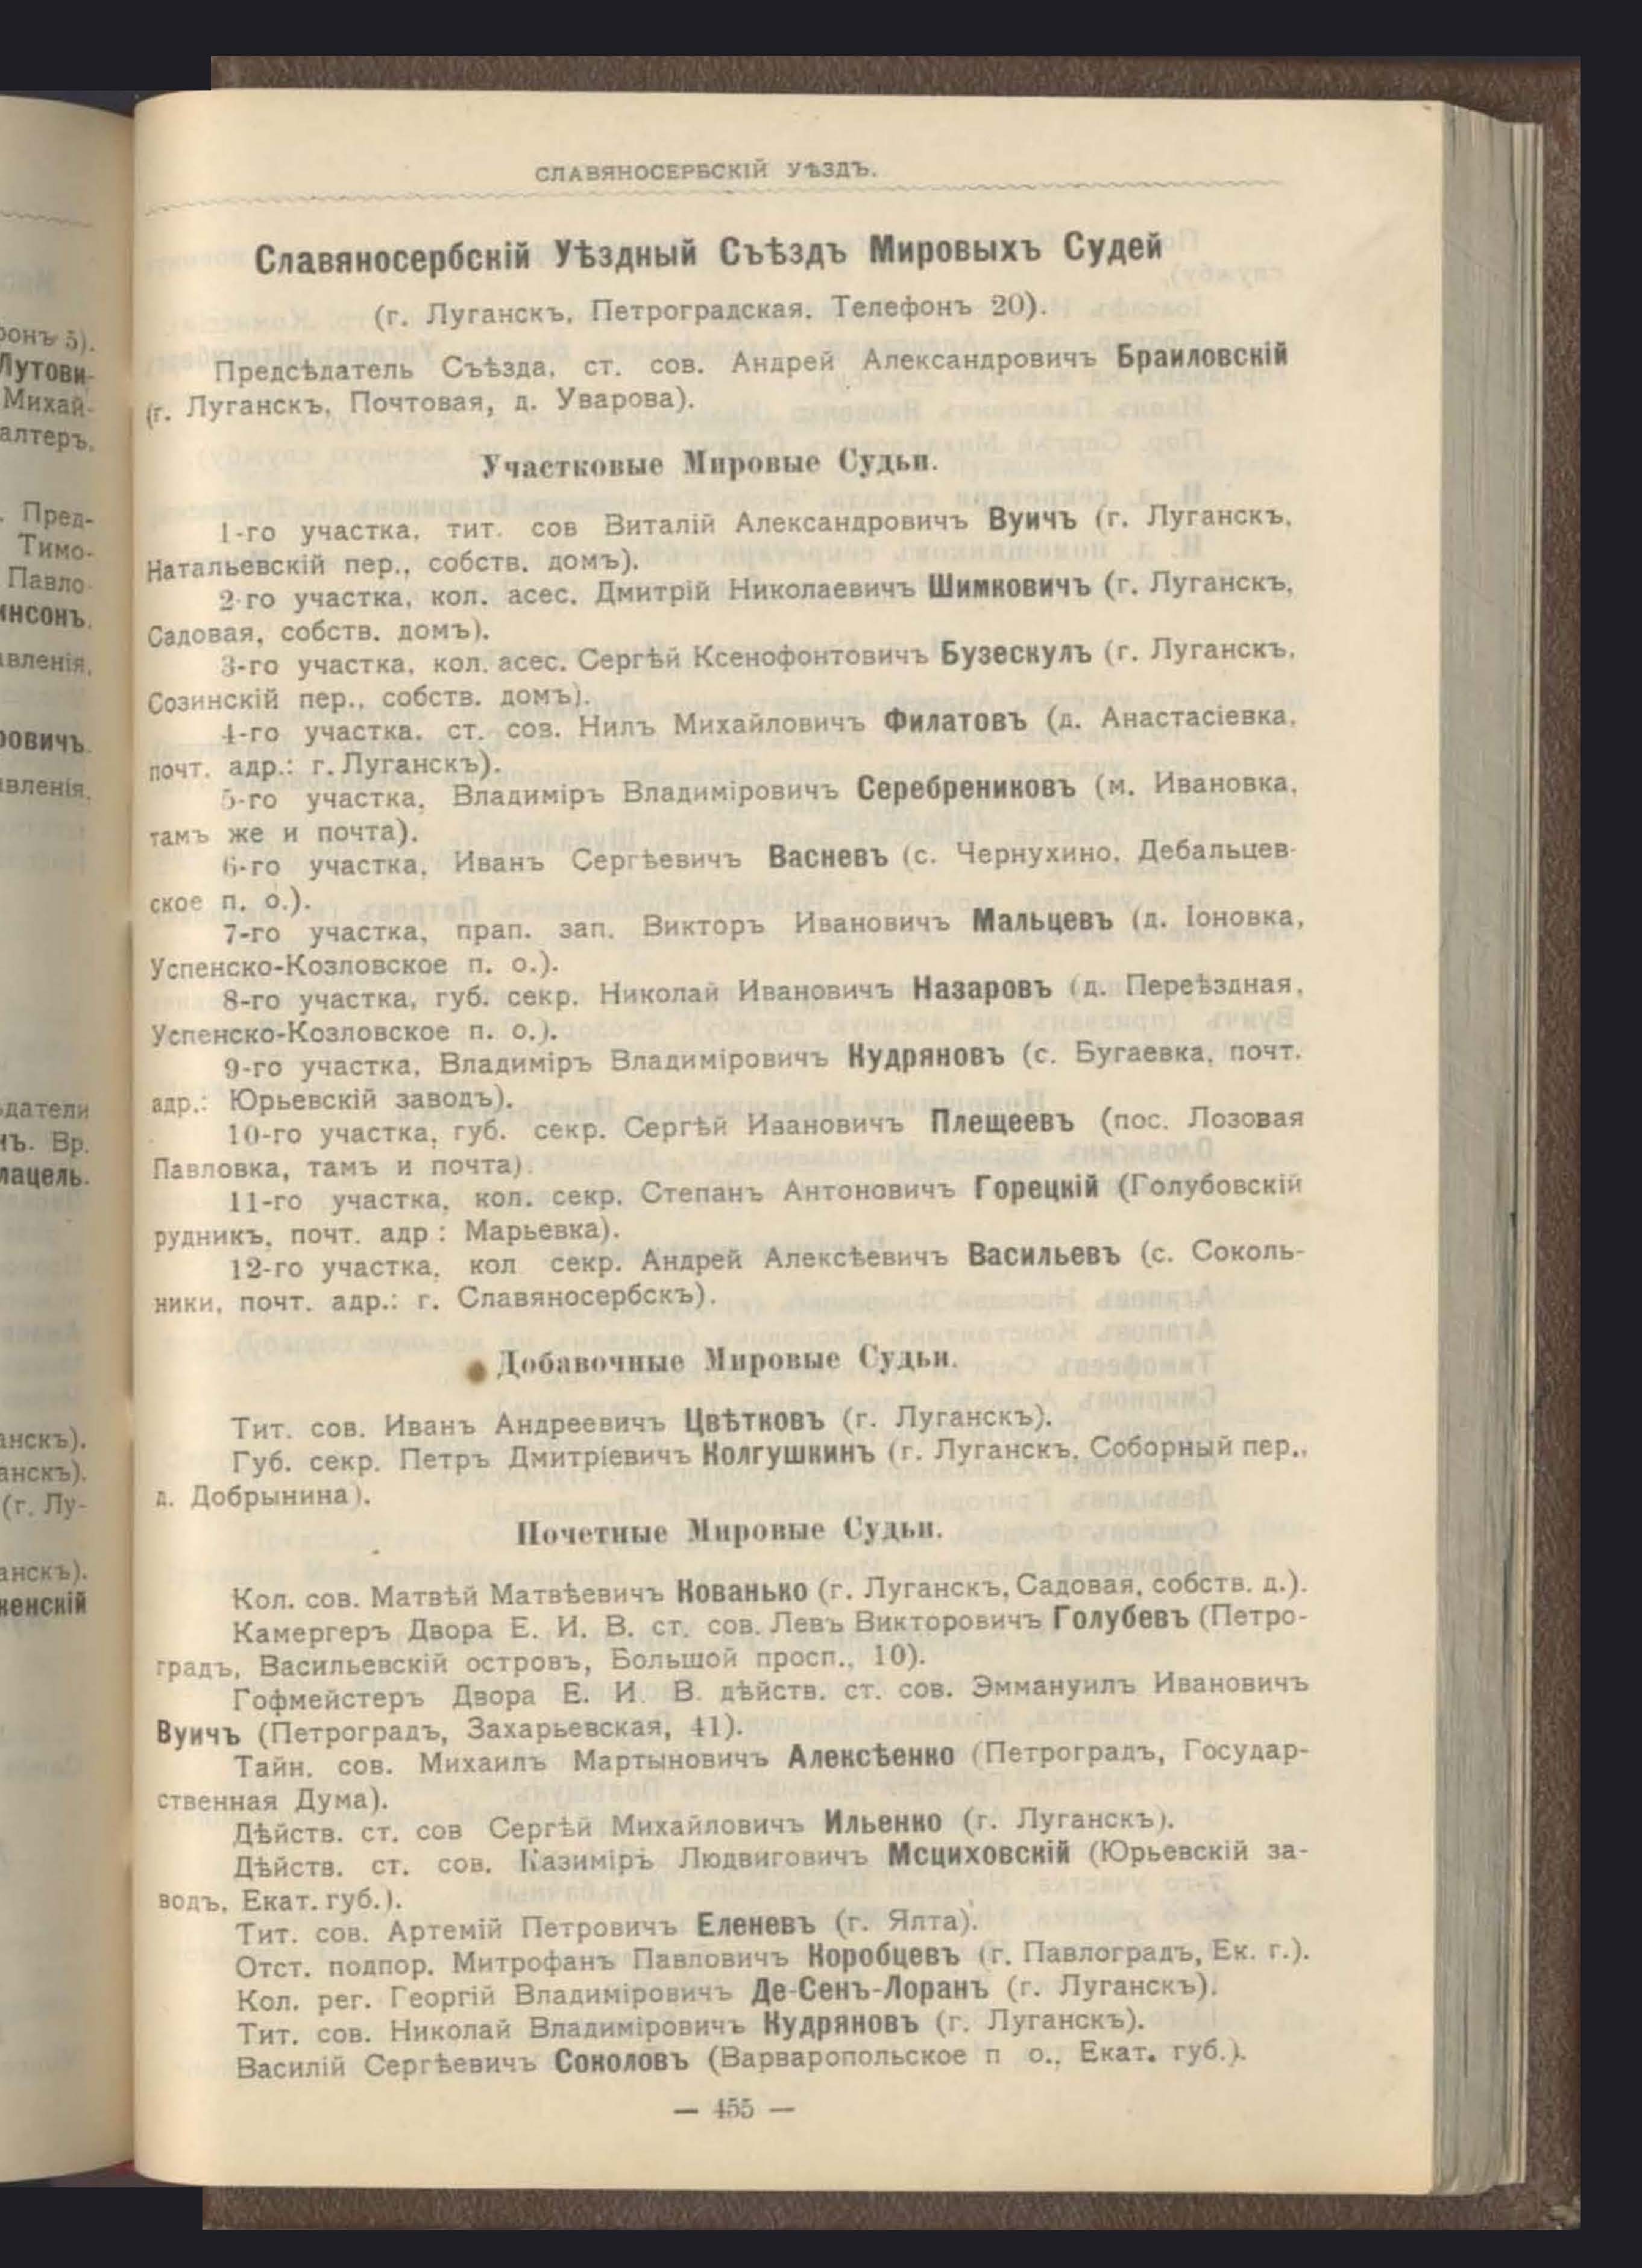 СЛАВЯНОСЕРБСКІЙ УѢЗДЪ.
Славяносербскій Уѣздный Съѣздъ Мировыхъ Судей
(г. Луганскъ, Петроградская. Телефонъ 20).
Предсѣдатель Съѣзда, ст. сов. Андрей Александровичъ Браиловскій
(г. Луганскъ, Почтовая, д. Уварова).
Участковые Мировые Судьи.
1-го участка, тит. сов Виталій Александровичъ Вуичъ (г. Луганскъ,
Натальевскій пер., собств. домъ).
2-го участка, кол. асес. Дмитрій Николаевичъ Шимковичъ (г. Луганскъ,
Садовая, собств. домъ).
3-го участка, кол. асес. Сергѣй Ксенофонтовичъ Бузескулъ (г. Луганскъ,
Созинскій пер., собств. домъ).
4-го участка, ст. сов. Нилъ Михайловичъ Филатовъ (д. Анастасіевка,
почт. адр.: г. Луганскъ).
5-го участка, Владиміръ Владиміровичъ Серебрениковъ (м. Ивановка,
тамъ же и почта).
6-го участка, Иванъ Сергѣевичъ Васневъ (с. Чернухино, Дебальцев-
ское п. о.).
7-го участка, прап. зап. Викторъ Ивановичъ Мальцевъ (д. Іоновка,
Успенско-Козловское п. о.).
8-го участка, губ. секр. Николай Ивановичъ Назаровъ (д. Переѣздная,
Успенско-Козловское п. о.).
9-го участка, Владиміръ Владиміровичъ Кудряновъ (с. Бугаевка, почт.
адр.: Юрьевскій заводъ).
10-го участка, губ. секр. Сергѣй Ивановичъ Плещеевъ (пос. Лозовая
Павловка, тамъ и почта).
11-го участка, кол. секр. Степанъ Антоновичъ Горецкій (Голубовскій
рудникъ, почт. адр : Марьевка).
12-го участка, кол секр. Андрей Алексѣевичъ Васильевъ (с. Соколь-
ники, почт. адр.: г. Славяносербскъ).
Добавочные Мировые Судьи.
Тит. сов. Иванъ Андреевичъ Цвѣтковъ (г. Луганскъ).
Губ. секр. Петръ Дмитріевичъ Колгушкинъ (г. Луганскъ, Соборный пер.,
д. Добрынина).
Почетные Мировые Судьи.
Кол. сов. Матвѣй Матвѣевичъ Кованько (г. Луганскъ, Садовая, собств. д.).
Камергеръ Двора Е. И. В. ст. сов. Левъ Викторовичъ Голубевъ (Петро-
градъ, Васильевскій островъ, Большой просп., 10).
Гофмейстеръ Двора Е. И. В. дѣйств. ст. сов. Эммануилъ Ивановичъ
Вуичъ (Петроградъ, Захарьевская, 41).
Тайн. сов. Михаилъ Мартыновичъ Алексѣенко (Петроградъ, Государ-
ственная Дума).
Дѣйств. ст. сов Сергѣй Михайловичъ Ильенко (г. Луганскъ).
Дѣйств. ст. сов. Казиміръ Людвиговичъ Мсциховскій (Юрьевскій за-
водъ, Екат. губ.).
Тит. сов. Артемій Петровичъ Еленевъ (г. Ялта).
Отст. подпор. Митрофанъ Павловичъ Коробцевъ (г. Павлоградъ, Ек. г.).
Кол. рег. Георгій Владиміровичъ Де-Сенъ-Лоранъ (г. Луганскъ).
Тит. сов. Николай Владиміровичъ Кудряновъ (г. Луганскъ).
Василій Сергѣевичъ Соколовъ (Варваропольское п о., Екат. губ.).
— 455 —